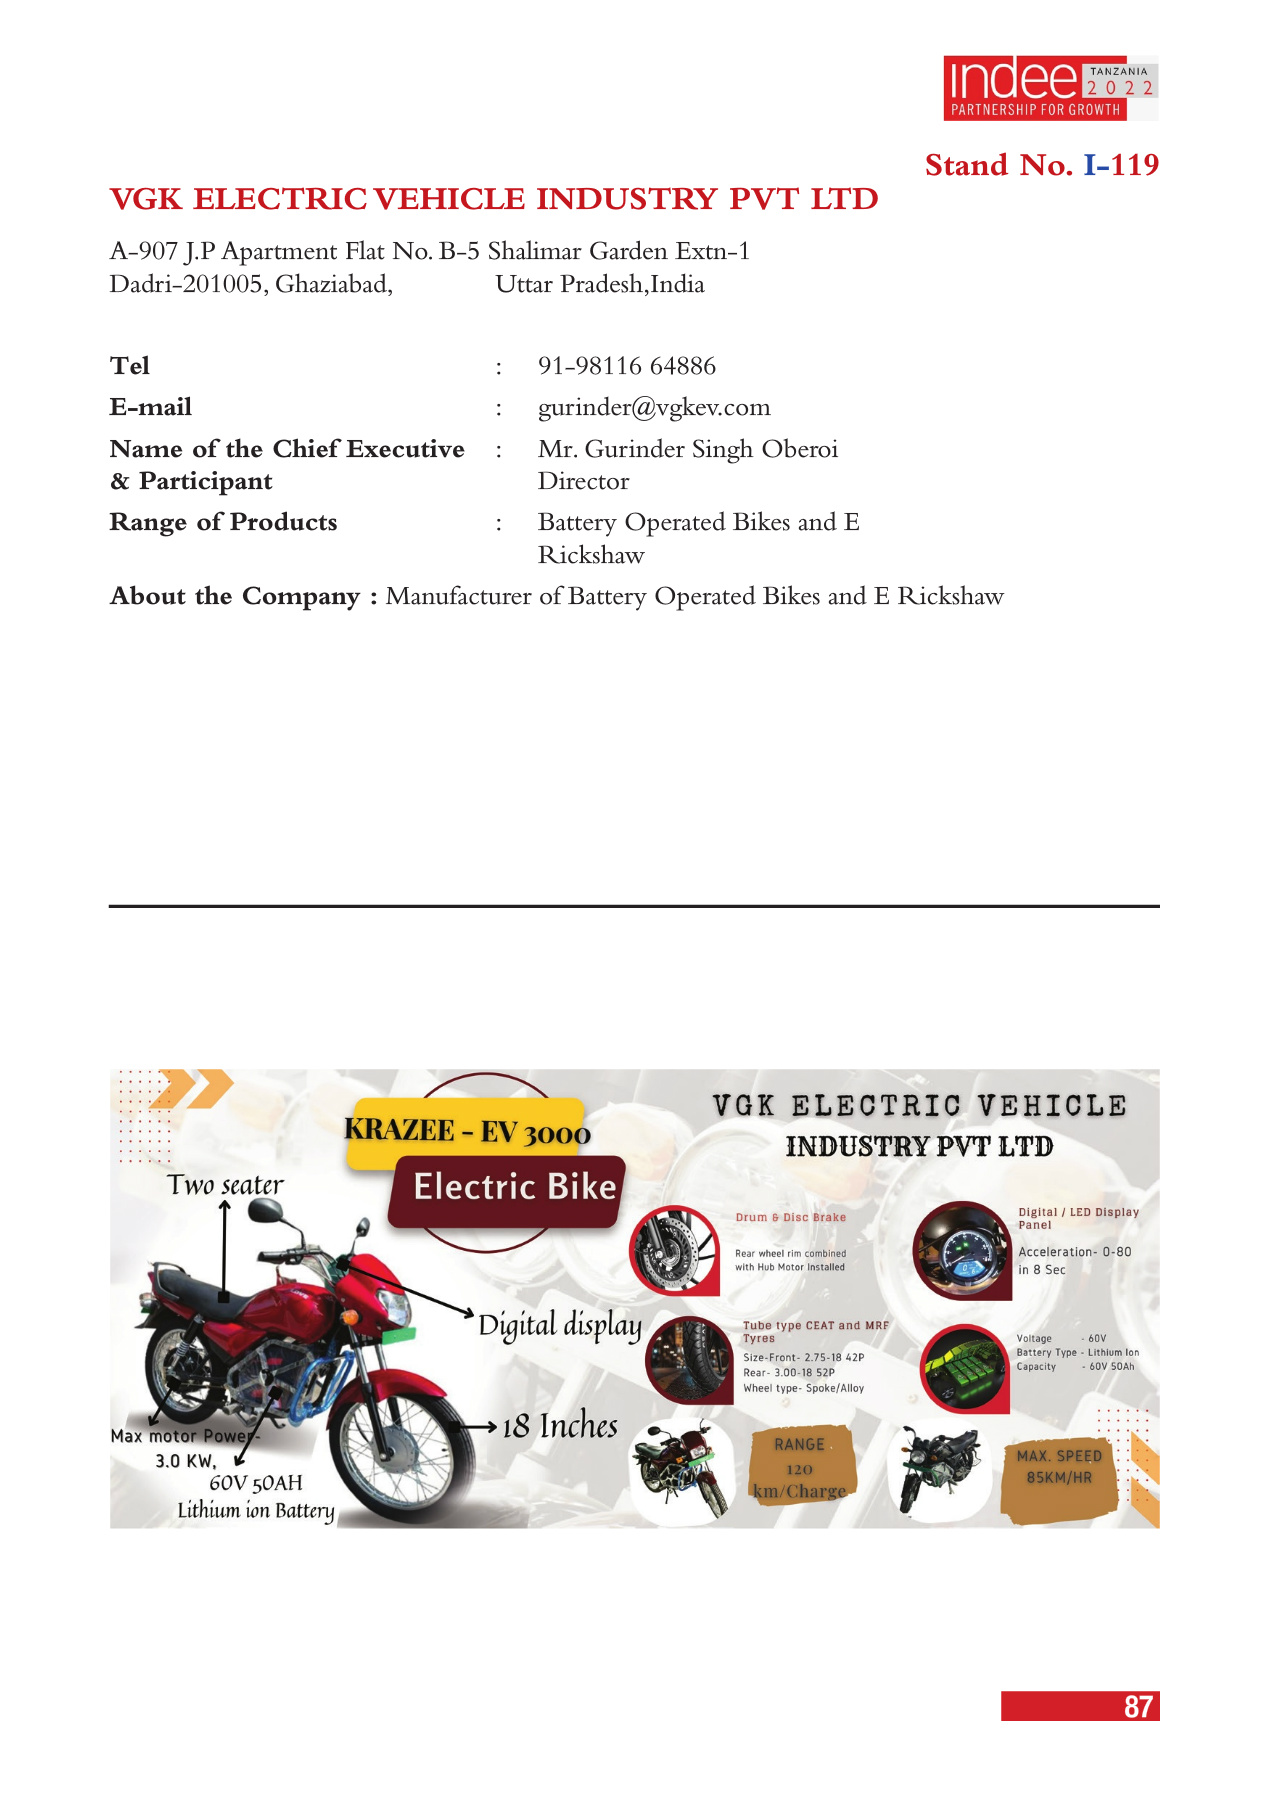 indee TANZANIA
2022
PARTNERSHIP FOR GROWTH
Stand No. I-119
VGK ELECTRIC VEHICLE INDUSTRY PVT LTD
A-907 J.P Apartment Flat No. B-5 Shalimar Garden Extn-1
Dadri-201005, Ghaziabad, Uttar Pradesh,India
Tel : 91-98116 64886
E-mail : gurinder@vgkev.com
Name of the Chief Executive : Mr. Gurinder Singh Oberoi
& Participant Director
Range of Products : Battery Operated Bikes and E
Rickshaw
About the Company : Manufacturer of Battery Operated Bikes and E Rickshaw
KRAZEE - EV 3000
Electric Bike
Two seater
Digital display
18 Inches
Max motor Power-
3.0 KW,
60V 50AH
Lithium ion Battery
VGK ELECTRIC VEHICLE
INDUSTRY PVT LTD
Drum & Disc Brake
Rear wheel rim combined
with Hub Motor Installed
Digital / LED Display
Panel
Acceleration- 0-80
in 8 Sec
Tube type CEAT and MRF
Tyres
Size-Front- 2.75-18 42P
Rear- 3.00-18 52P
Wheel type- Spoke/Alloy
Voltage - 60V
Battery Type - Lithium Ion
Capacity - 60V 50Ah
RANGE
120
km/Charge
MAX. SPEED
85KM/HR
87